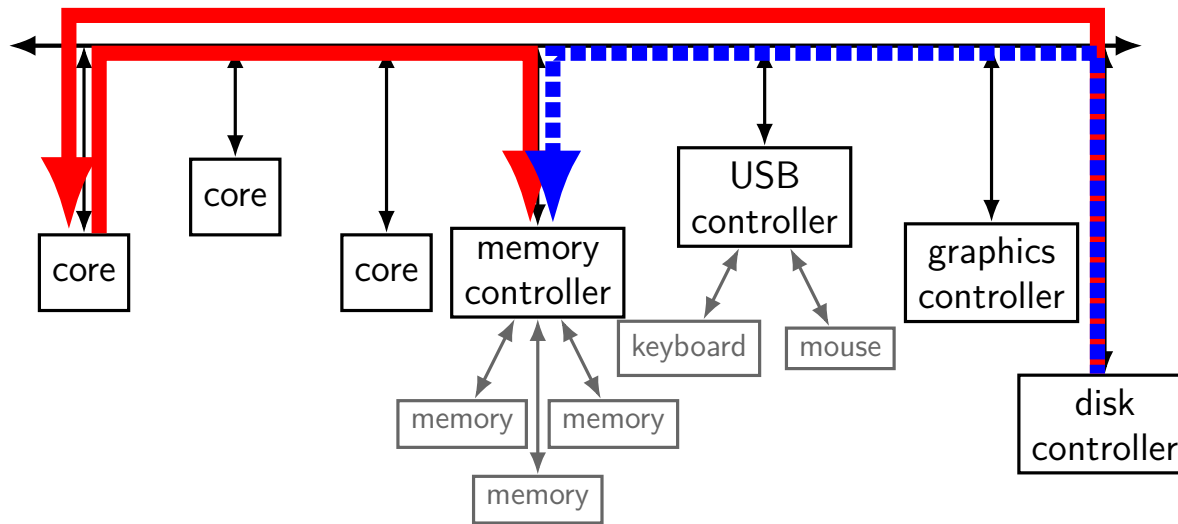 core
core
core
memory
controller
USB
controller
graphics
controller
disk
controller
keyboard
mouse
memory
memory
memory